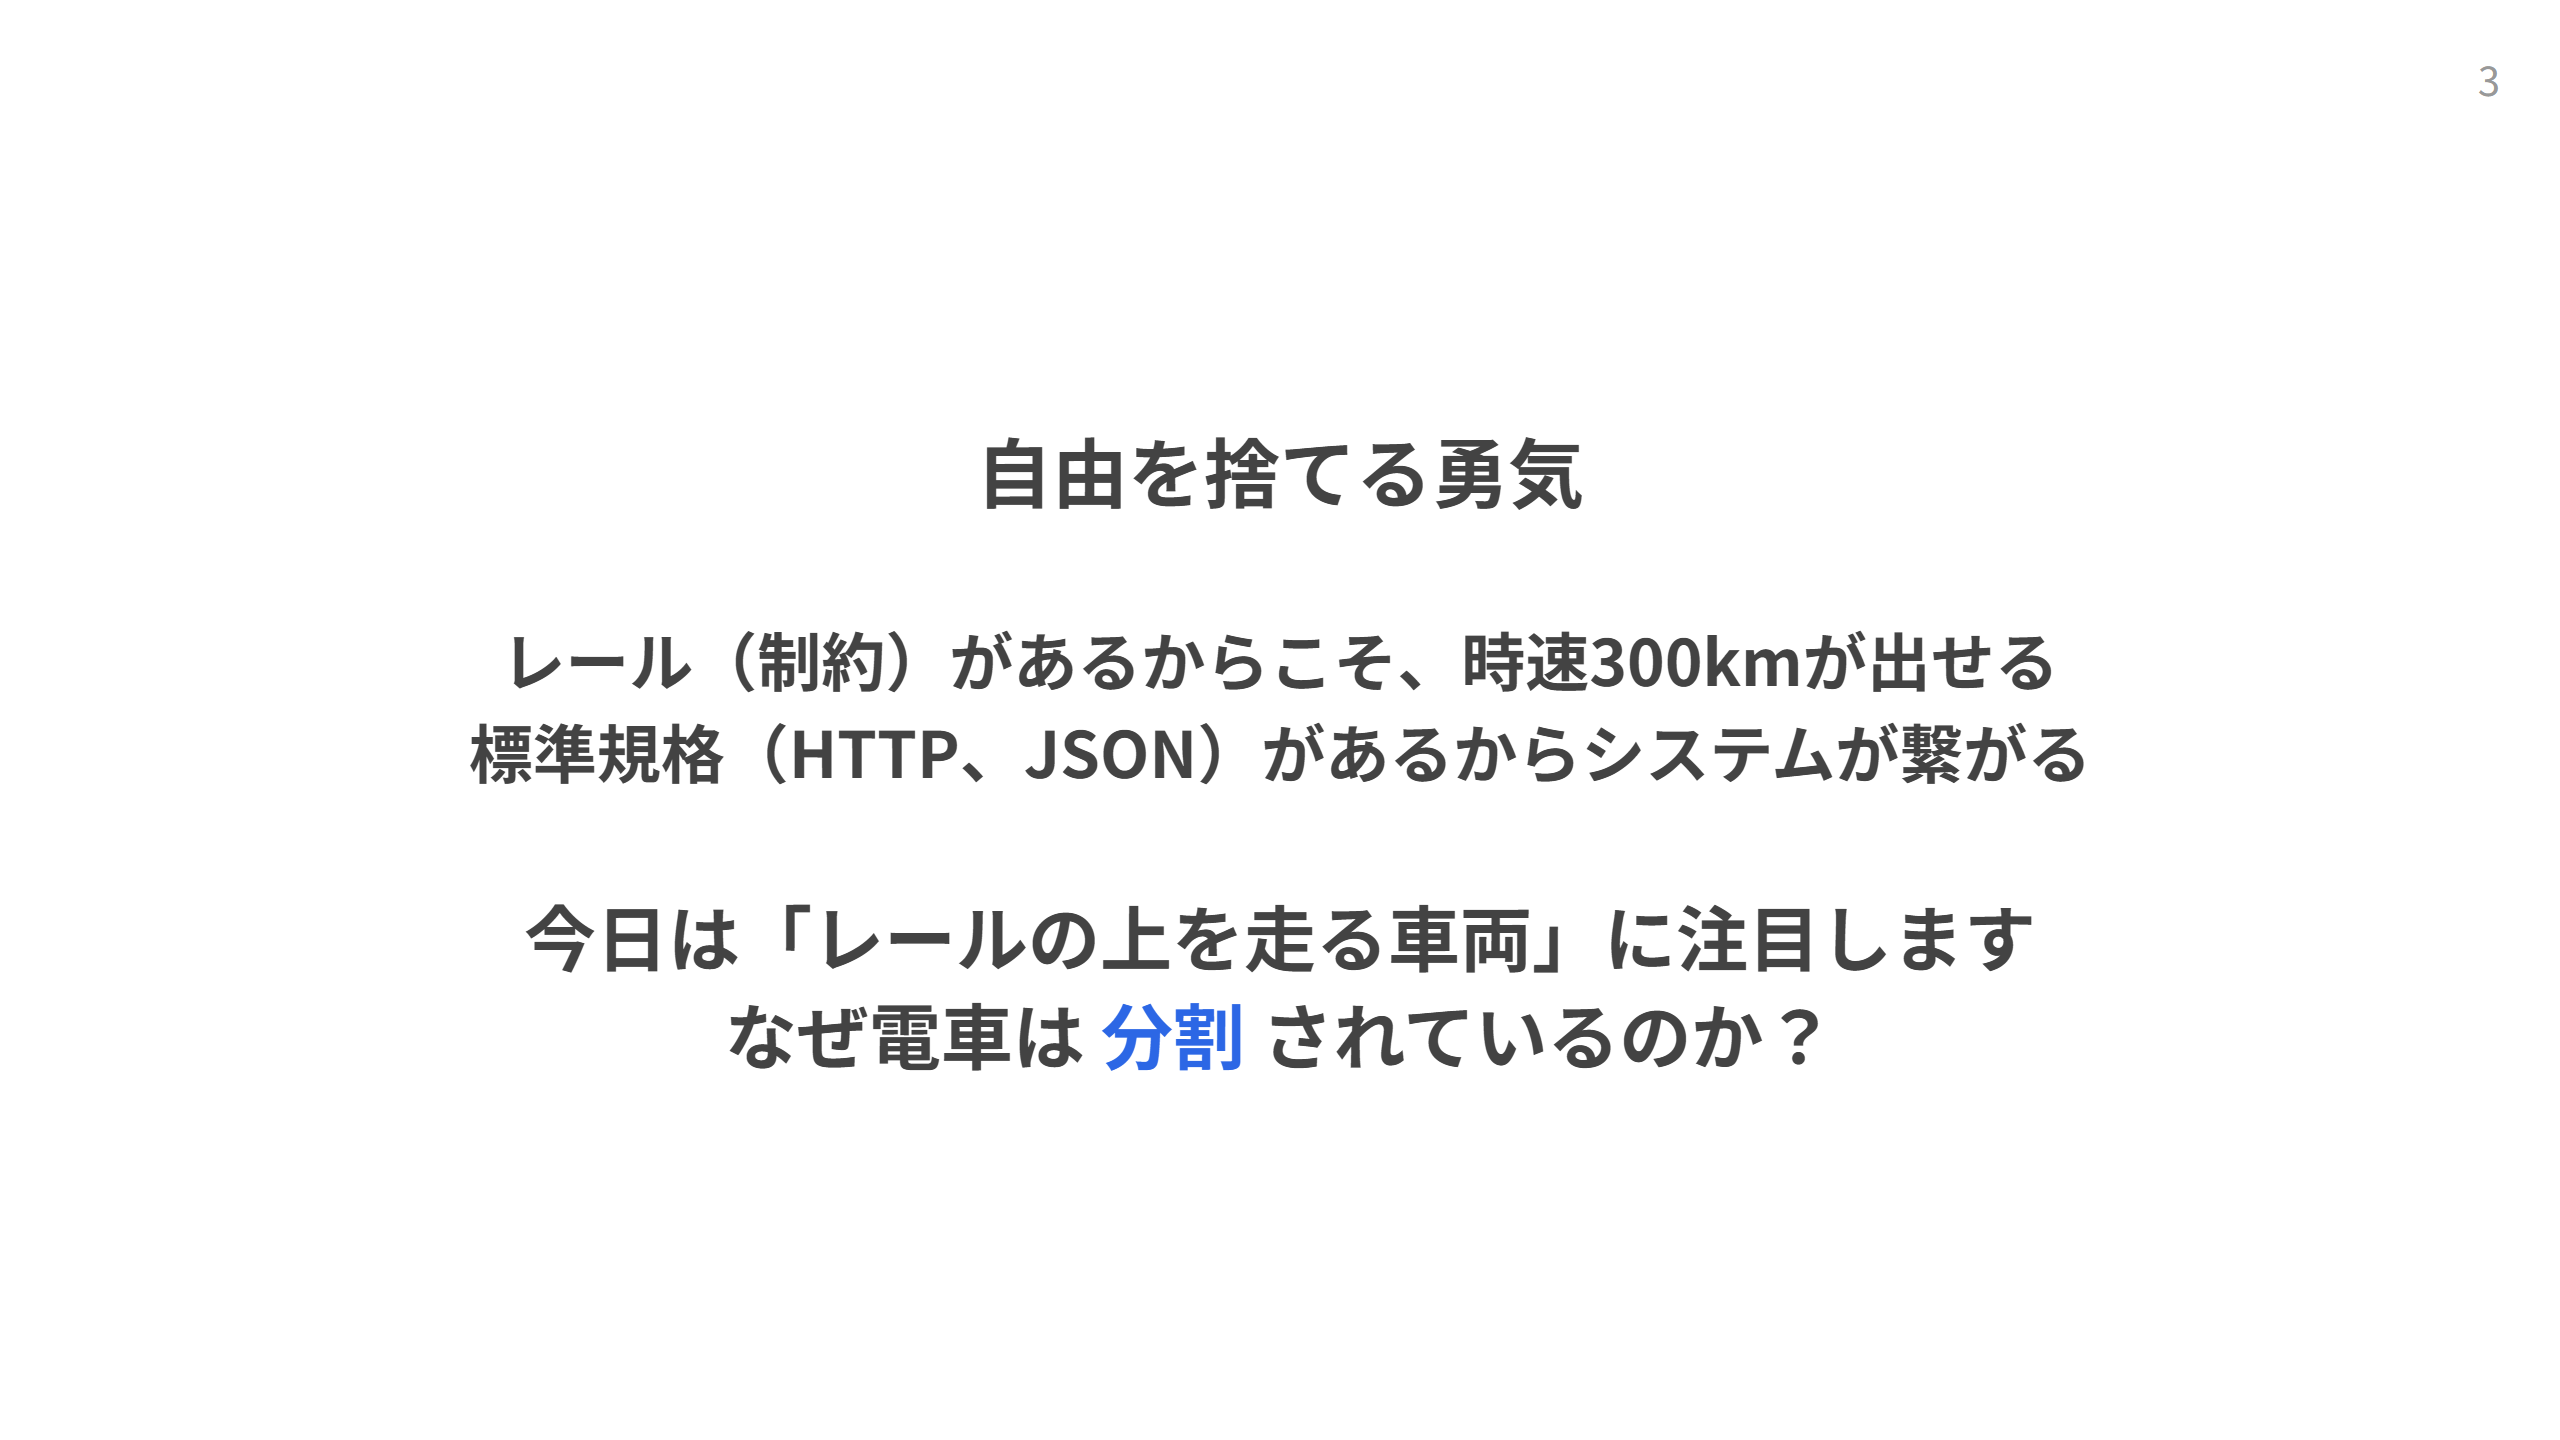 3
自由を捨てる勇気
レール（制約）があるからこそ、時速300kmが出せる
標準規格（HTTP、JSON）があるからシステムが繋がる
今日は「レールの上を走る車両」に注目します
なぜ電車は 分割 されているのか？